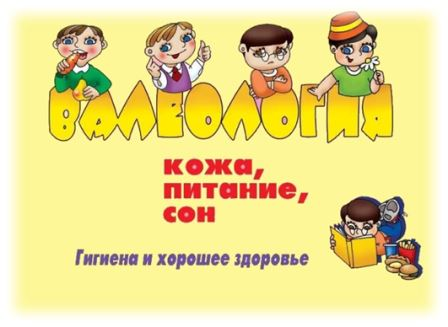 ВАЛЕОЛОГИЯ
кожа,
питание,
сон
Гигиена и хорошее здоровье